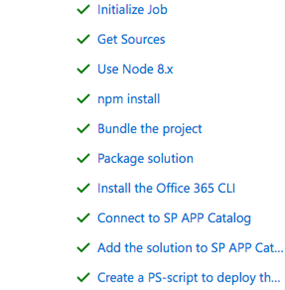 Initialize Job
Get Sources
Use Node 8.x
npm install
Bundle the project
Package solution
Install the Office 365 CLI
Connect to SP APP Catalog
Add the solution to SP APP Cat...
Create a PS-script to deploy th...